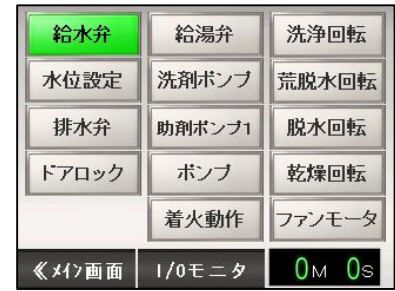 給水弁 給湯弁 洗浄回転
水位設定 洗剤ポンプ 荒脱水回転
排水弁 助剤ポンプ1 脱水回転
ドアロック ポンプ 乾燥回転
着火動作 ファンモータ
《メイン画面 I/Oモニタ 0M 0S